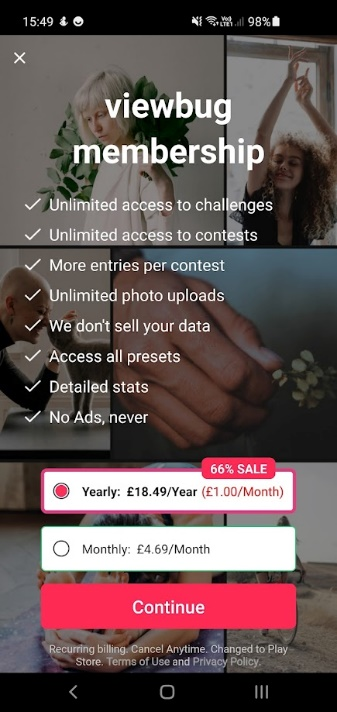 15:49 98%
viewbug
membership
Unlimited access to challenges
Unlimited access to contests
More entries per contest
Unlimited photo uploads
We don't sell your data
Access all presets
Detailed stats
No Ads, never
66% SALE
Yearly: £18.49/Year (£1.00/Month)
Monthly: £4.69/Month
Continue
Recurring billing. Cancel Anytime. Changed to Play
Store. Terms of Use and Privacy Policy.